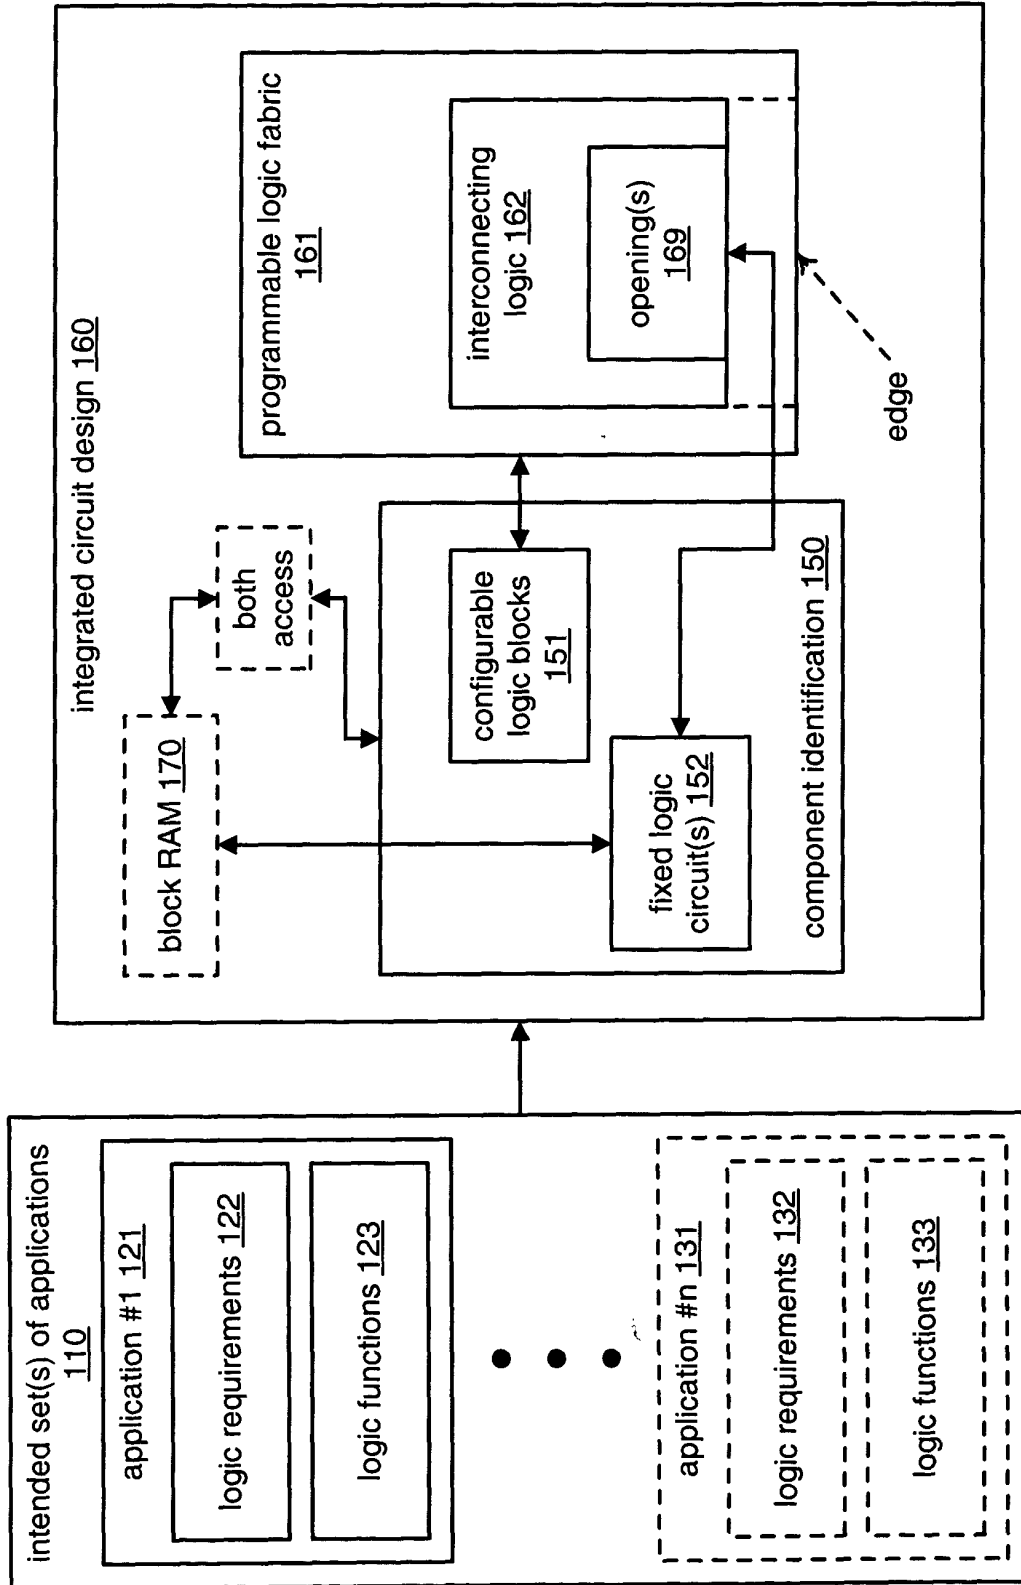 intended set(s) of applications
110
application #1 121
logic requirements 122
logic functions 123
application #n 131
logic requirements 132
logic functions 133
integrated circuit design 160
block RAM 170
both
access
programmable logic fabric
161
interconnecting
logic 162
opening(s)
169
edge
configurable
logic blocks
151
fixed logic
circuit(s) 152
component identification 150